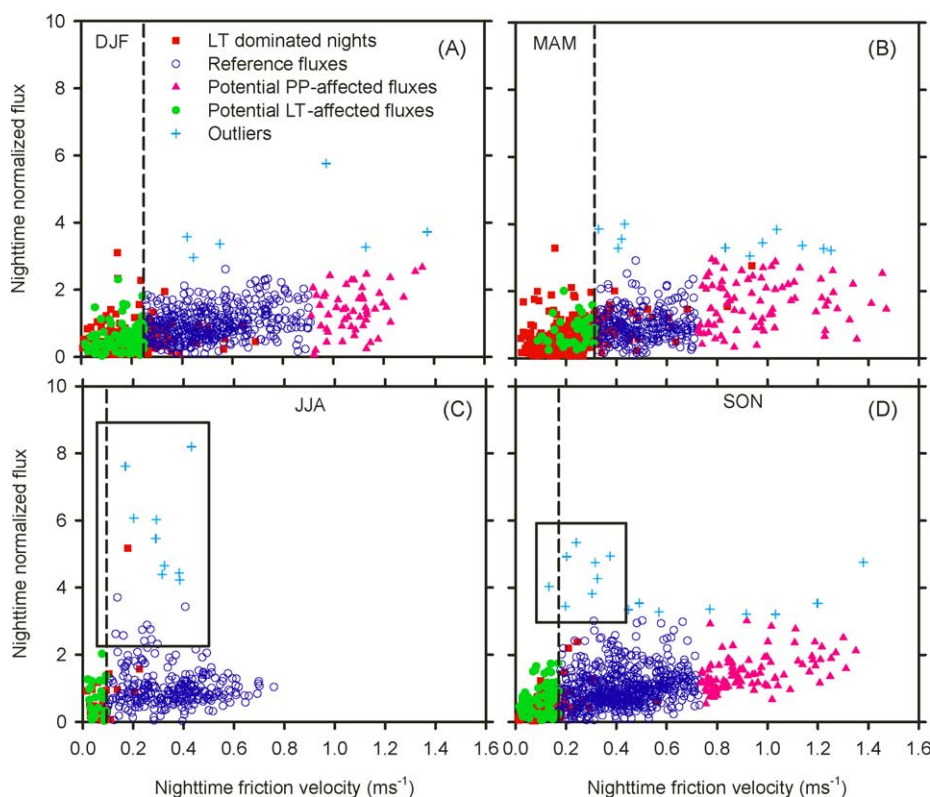 10
8
6
4
2
0
Nighttime normalized flux
DJF
(A)
LT dominated nights
Reference fluxes
Potential PP-affected fluxes
Potential LT-affected fluxes
Outliers
MAM
(B)
10
8
6
4
2
0
Nighttime normalized flux
JJA
(C)
SON
(D)
0.0 0.2 0.4 0.6 0.8 1.0 1.2 1.4 1.6
0.0 0.2 0.4 0.6 0.8 1.0 1.2 1.4 1.6
Nighttime friction velocity (ms⁻¹)
Nighttime friction velocity (ms⁻¹)